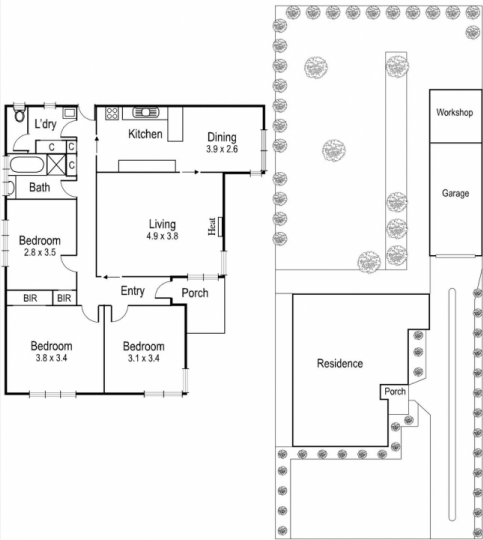 L'dry
C
C
C
Kitchen
Dining
3.9 x 2.6
Bath
Living
4.9 x 3.8
Heat
Bedroom
2.8 x 3.5
BIR
BIR
Entry
Porch
Bedroom
3.8 x 3.4
Bedroom
3.1 x 3.4
Workshop
Garage
Residence
Porch